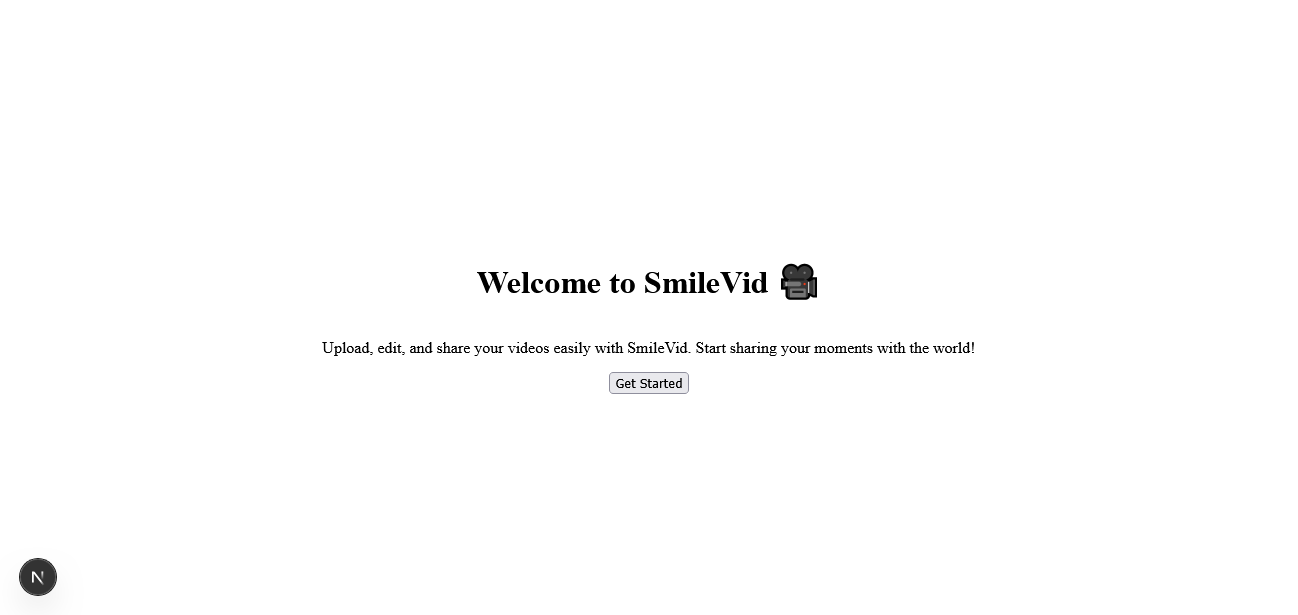 Welcome to SmileVid 🎥
Upload, edit, and share your videos easily with SmileVid. Start sharing your moments with the world!
Get Started
N